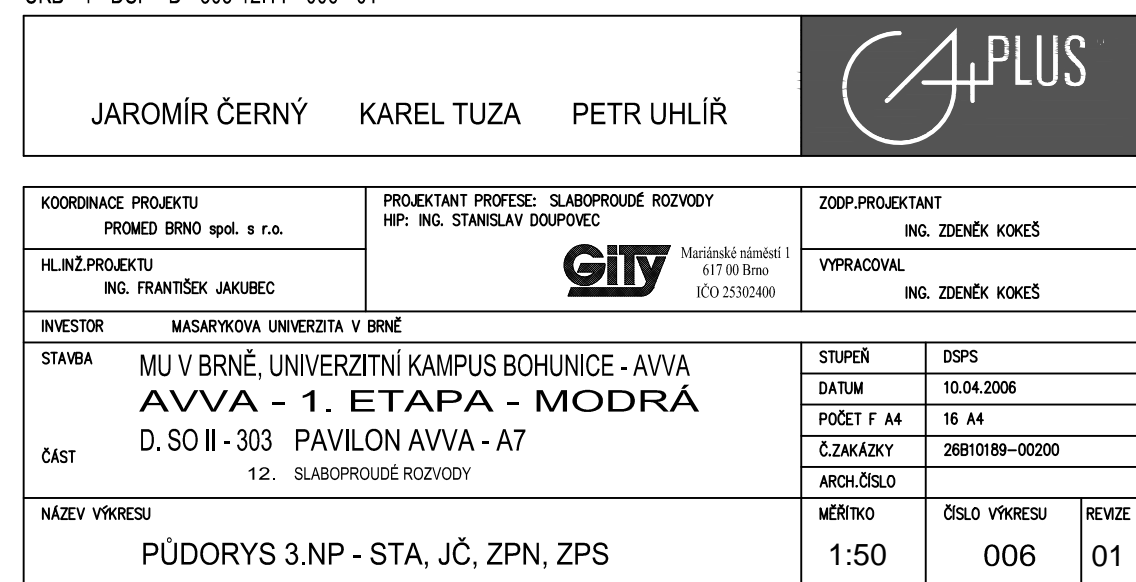 JAROMÍR ČERNÝ KAREL TUZA PETR UHLÍŘ
A PLUS
KOORDINACE PROJEKTU
PROMED BRNO spol. s r.o.
PROJEKTANT PROFESE: SLABOPROUDÉ ROZVODY
HIP: ING. STANISLAV DOUPOVEC
ZODP.PROJEKTANT
ING. ZDENĚK KOKEŠ
HL.INŽ.PROJEKTU
ING. FRANTIŠEK JAKUBEC
GiTy
Mariánské náměstí 1
617 00 Brno
IČO 25302400
VYPRACOVAL
ING. ZDENĚK KOKEŠ
INVESTOR MASARYKOVA UNIVERZITA V BRNĚ
STAVBA MU V BRNĚ, UNIVERZITNÍ KAMPUS BOHUNICE - AVVA
AVVA - 1. ETAPA - MODRÁ
ČÁST D. SO II - 303 PAVILON AVVA - A7
12. SLABOPROUDÉ ROZVODY
STUPEŇ DSPS
DATUM 10.04.2006
POČET F A4 16 A4
Č.ZAKÁZKY 26B10189-00200
ARCH.ČÍSLO
NÁZEV VÝKRESU
PŮDORYS 3.NP - STA, JČ, ZPN, ZPS
MĚŘÍTKO
1:50
ČÍSLO VÝKRESU
006
REVIZE
01